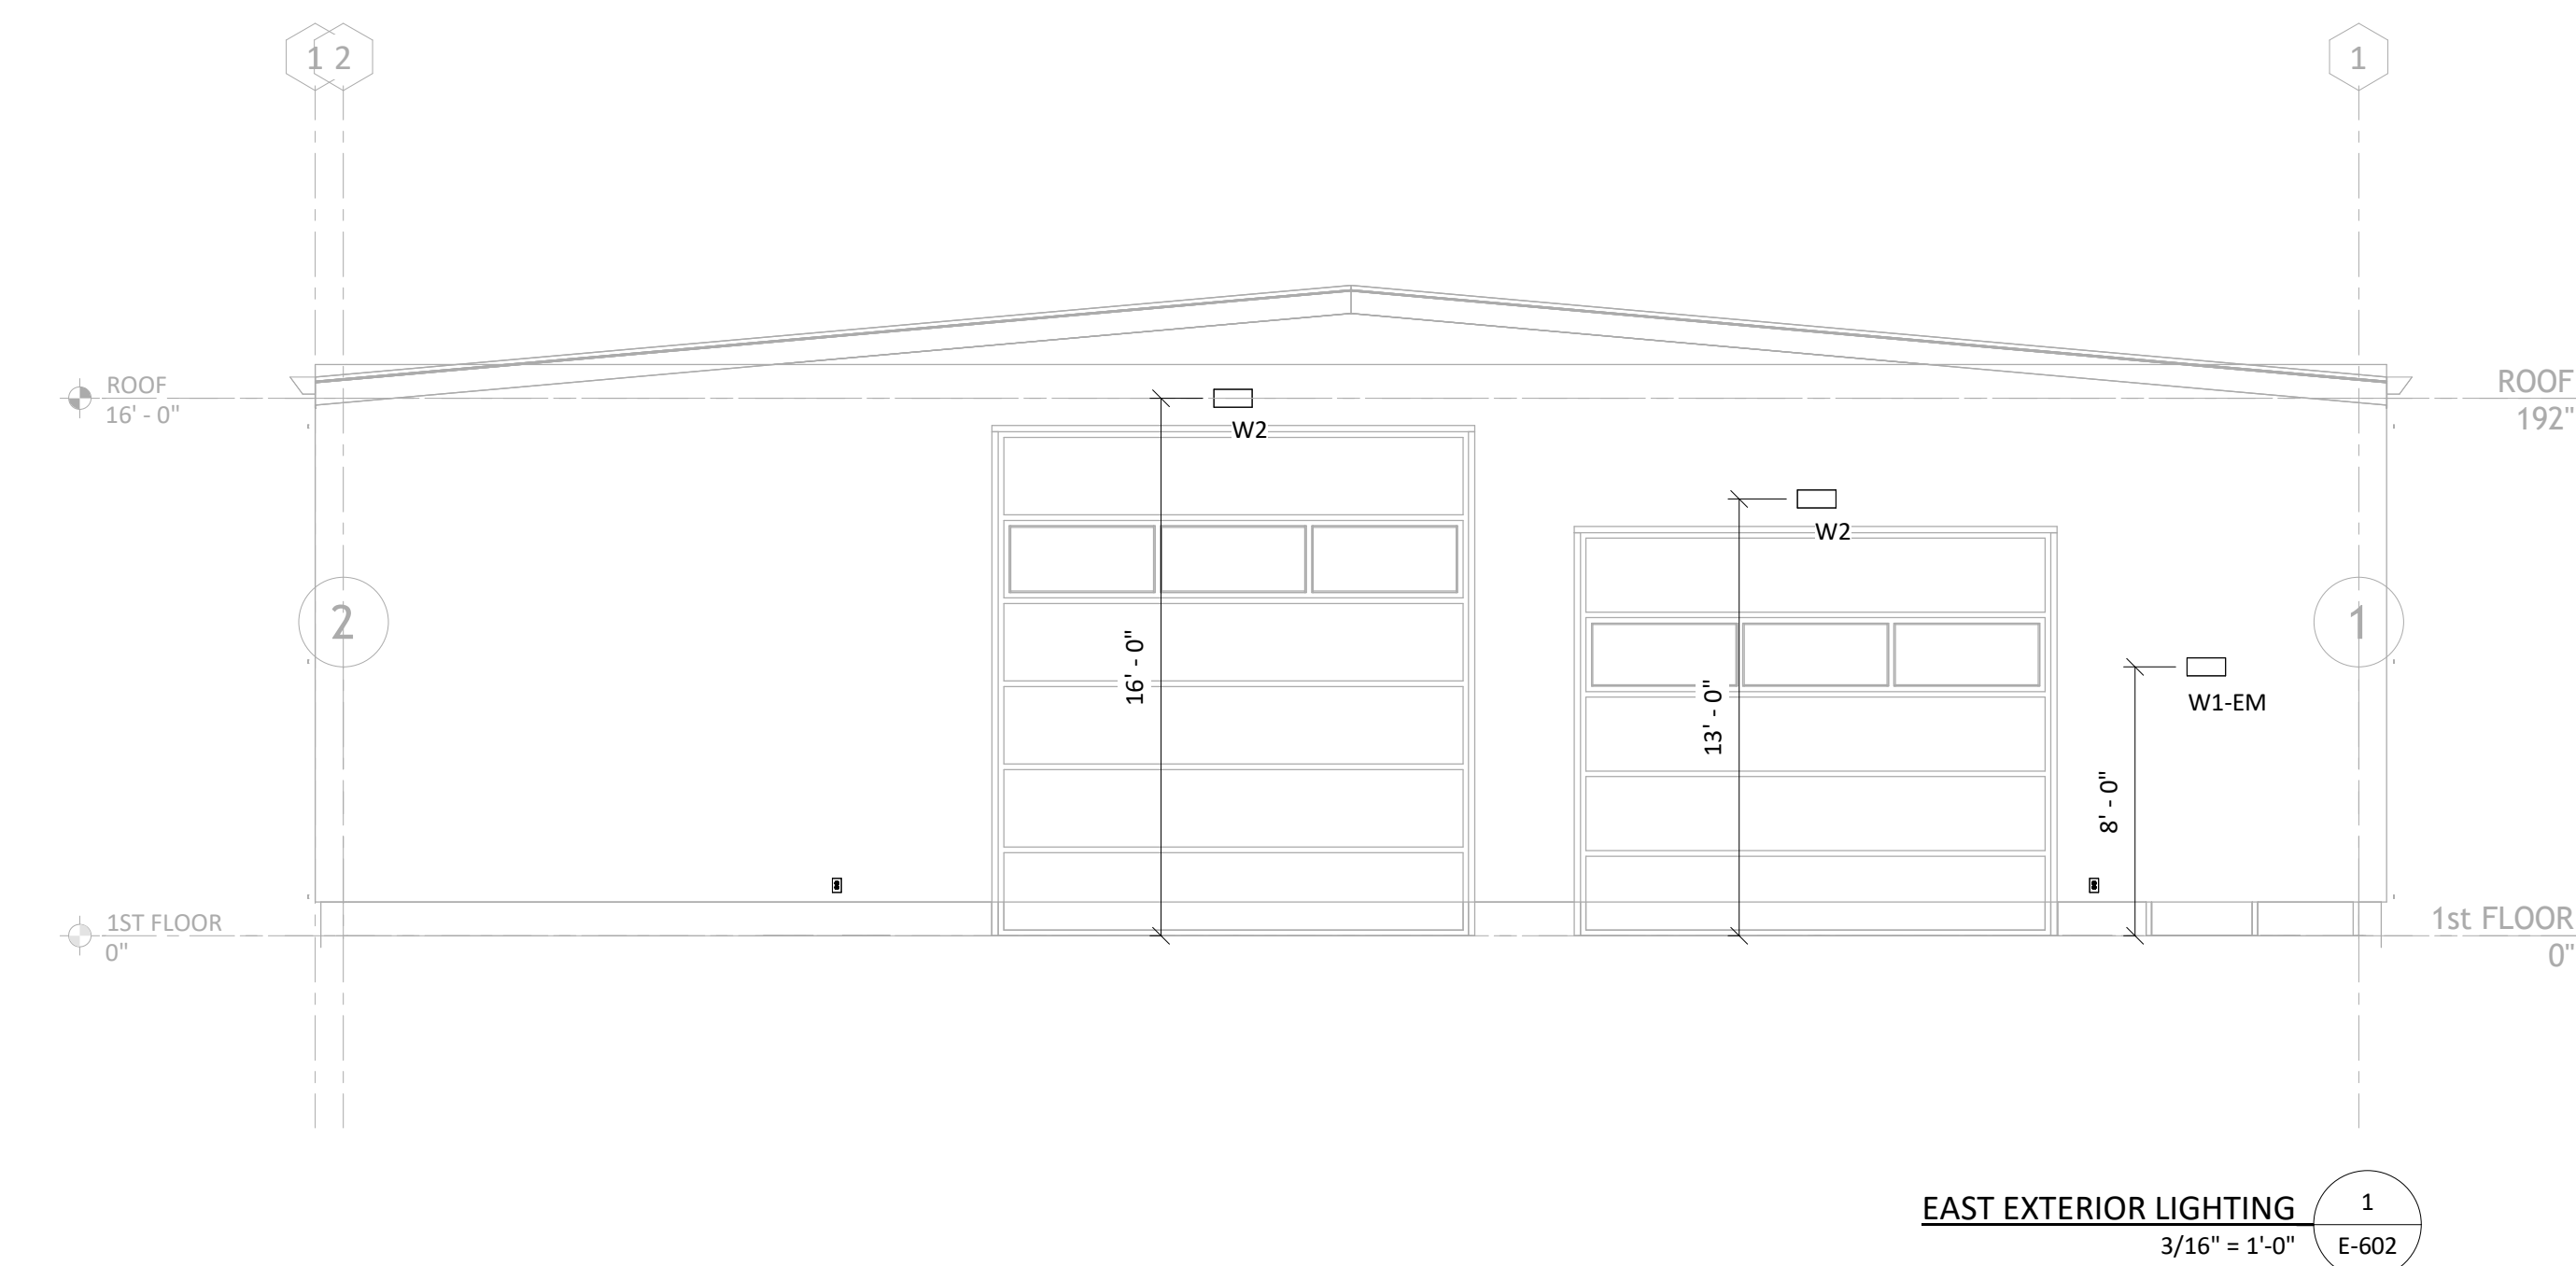 1 2
1
ROOF
16' - 0"
ROOF
192"
W2
W2
2
1
16' - 0"
13' - 0"
W1-EM
8' - 0"
1ST FLOOR
0"
1st FLOOR
0"
EAST EXTERIOR LIGHTING
3/16" = 1'-0"
1
E-602